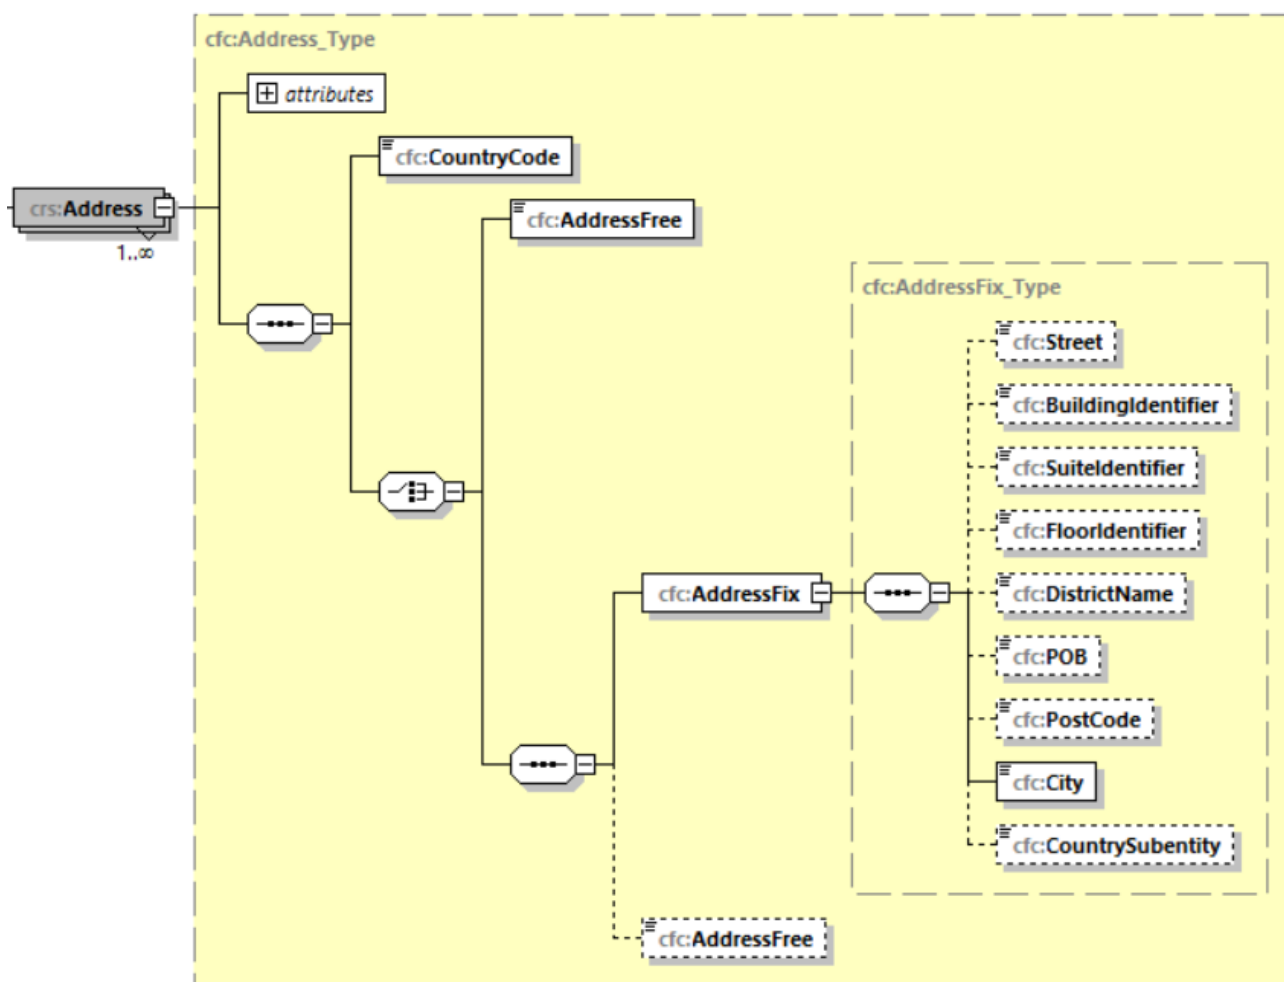 cfc:Address_Type
attributes
cfc:CountryCode
crs:Address
1..∞
cfc:AddressFree
cfc:AddressFix_Type
cfc:Street
cfc:BuildingIdentifier
cfc:SuiteIdentifier
cfc:FloorIdentifier
cfc:AddressFix
cfc:DistrictName
cfc:POB
cfc:PostCode
cfc:City
cfc:CountrySubentity
cfc:AddressFree